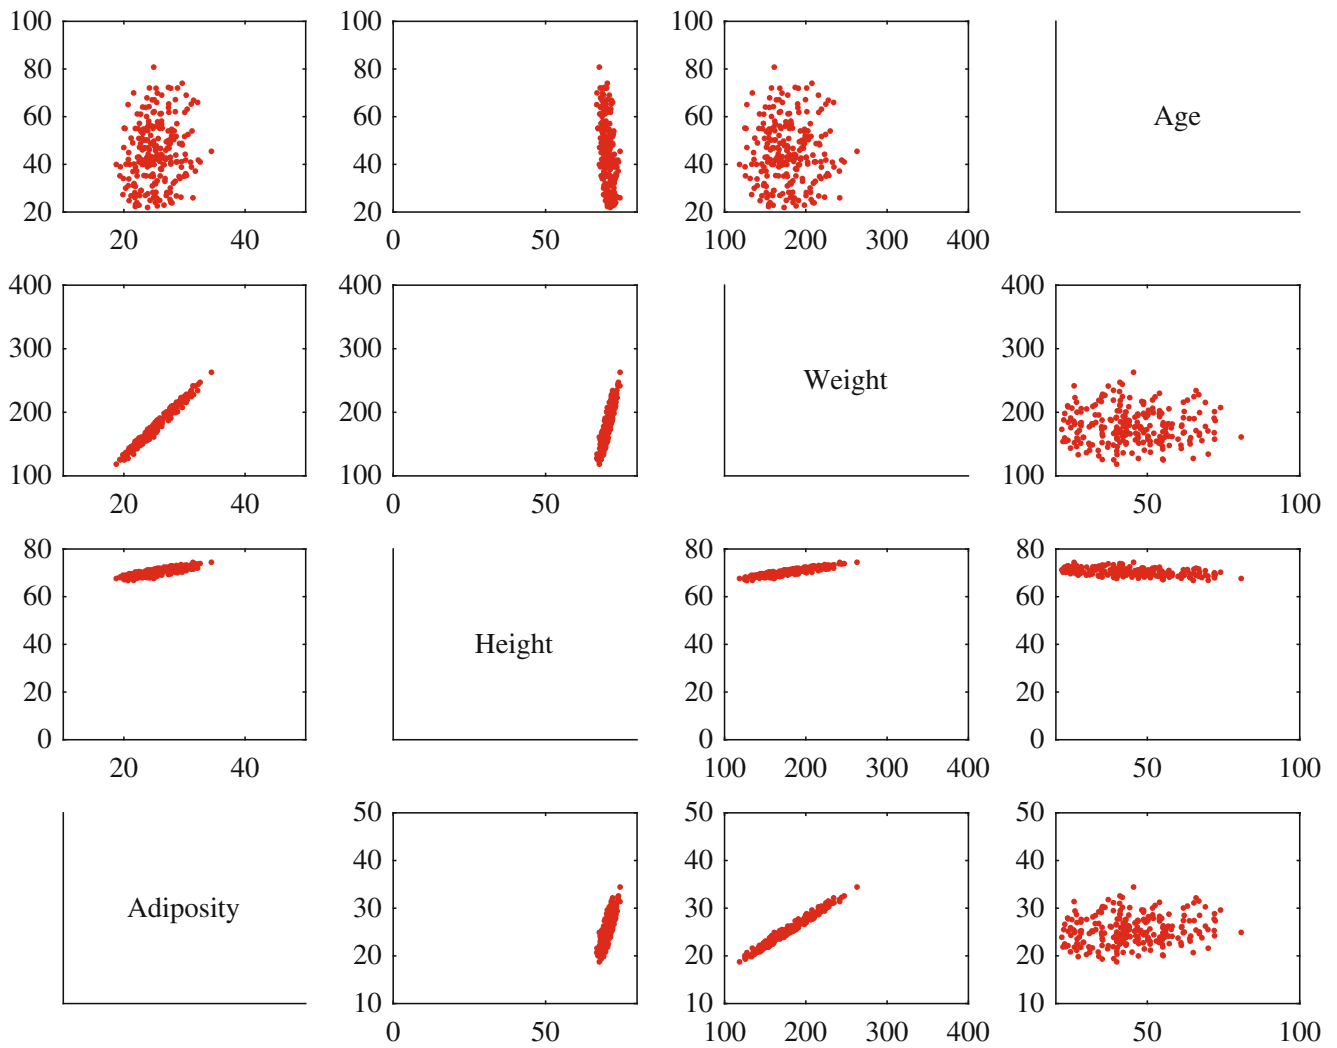 100 100 100
80 80 80
60 60 60 Age
40 40 40
20 20 20
20 40 0 50 100 200 300 400
400 400 400
300 300 300
200 200 Weight 200
100 100 100
20 40 0 50 50 100
80 80 80
60 60 60
40 Height 40 40
20 20 20
0 0 0
20 40 100 200 300 400 50 100
50 50 50
40 40 40
Adiposity 30 30 30
20 20 20
10 10 10
0 50 100 200 300 400 50 100